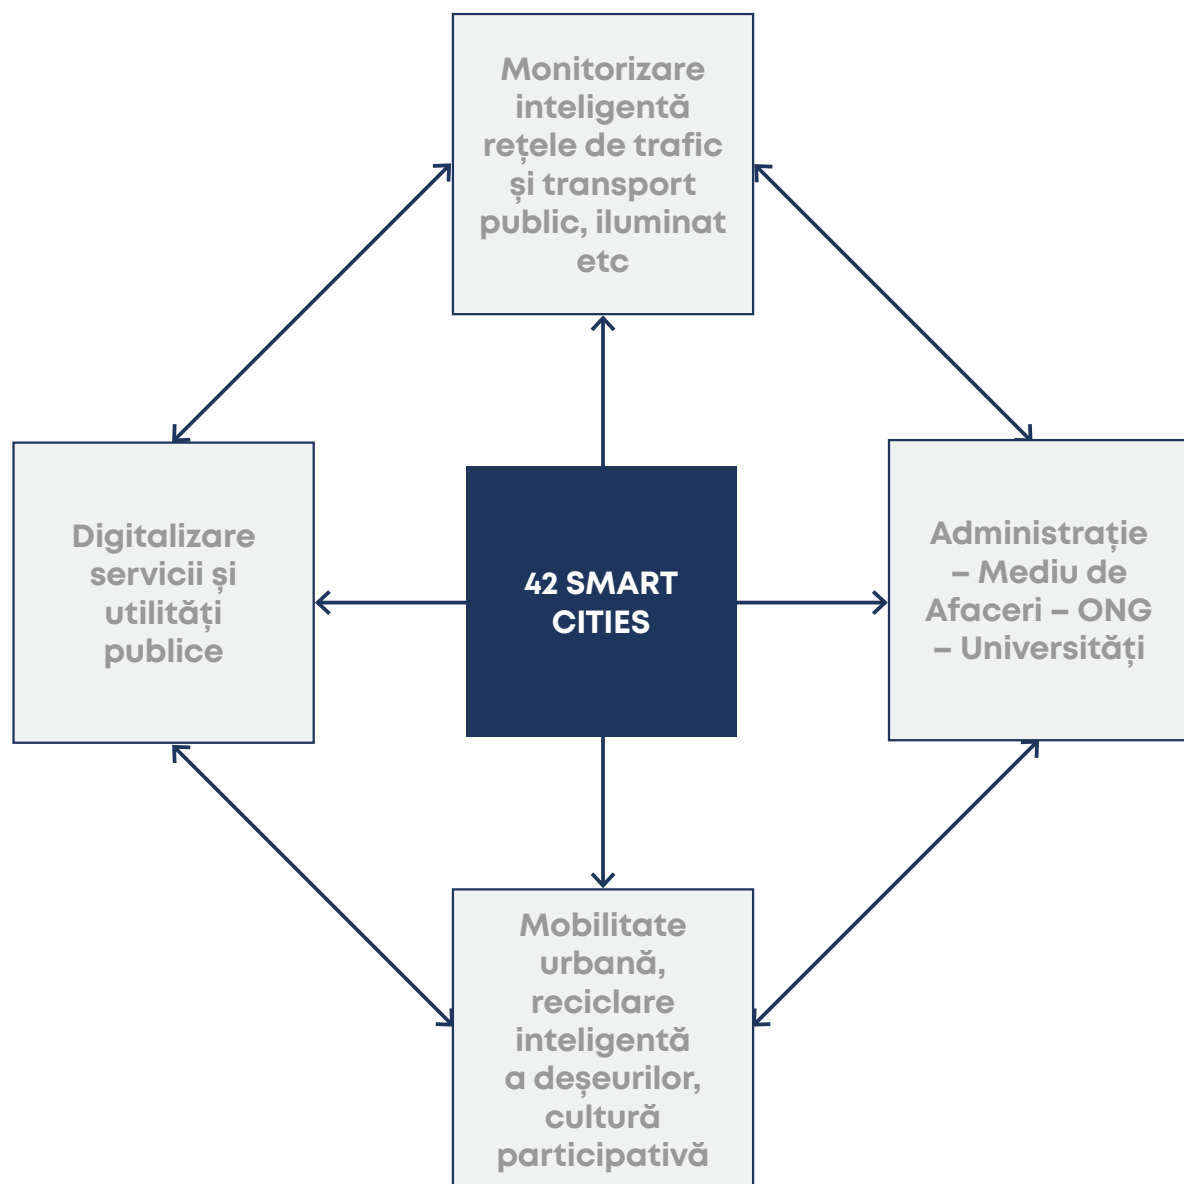 Monitorizare
inteligentă
rețele de trafic
și transport
public, iluminat
etc
Digitalizare
servicii și
utilități
publice
42 SMART
CITIES
Administrație
– Mediu de
Afaceri – ONG
– Universități
Mobilitate
urbană,
reciclare
inteligentă
a deșeurilor,
cultură
participativă